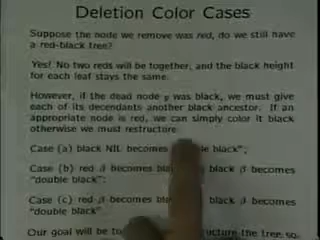 Deletion Color Cases
Suppose the node we remove was red, do we still have
a red-black tree?
Yes! No two reds will be together, and the black height
for each leaf stays the same.
However, if the dead node y was black, we must give
each of its decendants another black ancestor. If an
appropriate node is red, we can simply color it black
otherwise we must restructure.
Case (a) black NIL becomes black";
Case (b) red β becomes black β becomes
"double black";
Case (c) red β becomes black β becomes
"double black".
Our goal will be to the tree so-